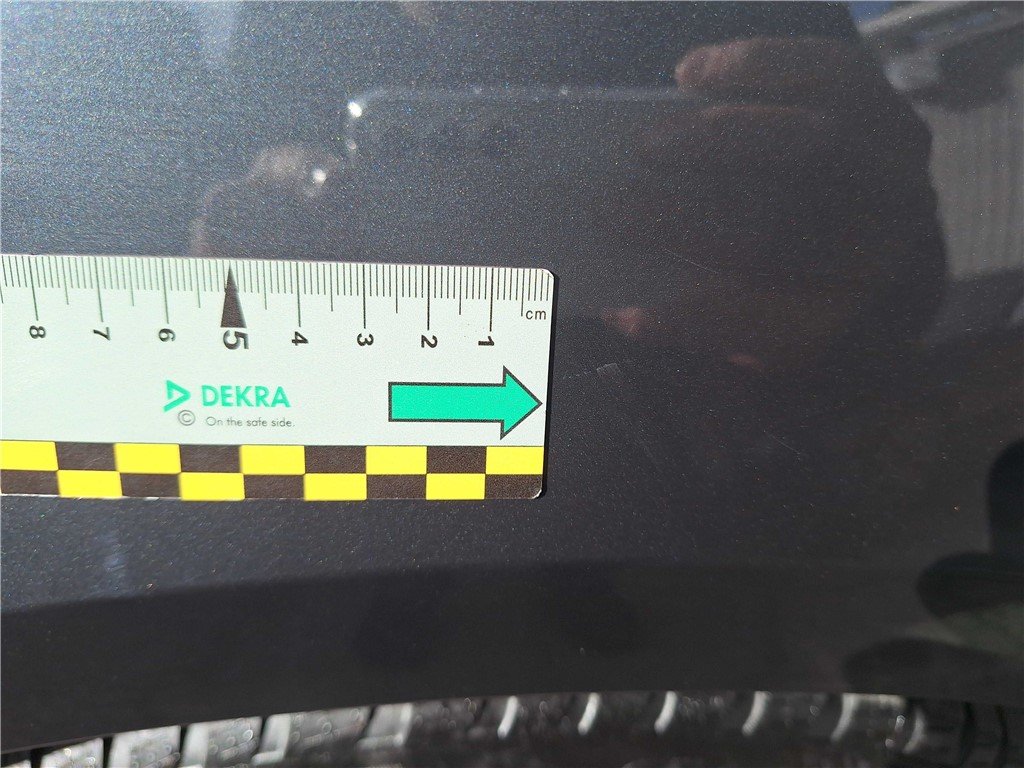 cm
8 7 6 5 4 3 2 1
DEKRA
© On the safe side.